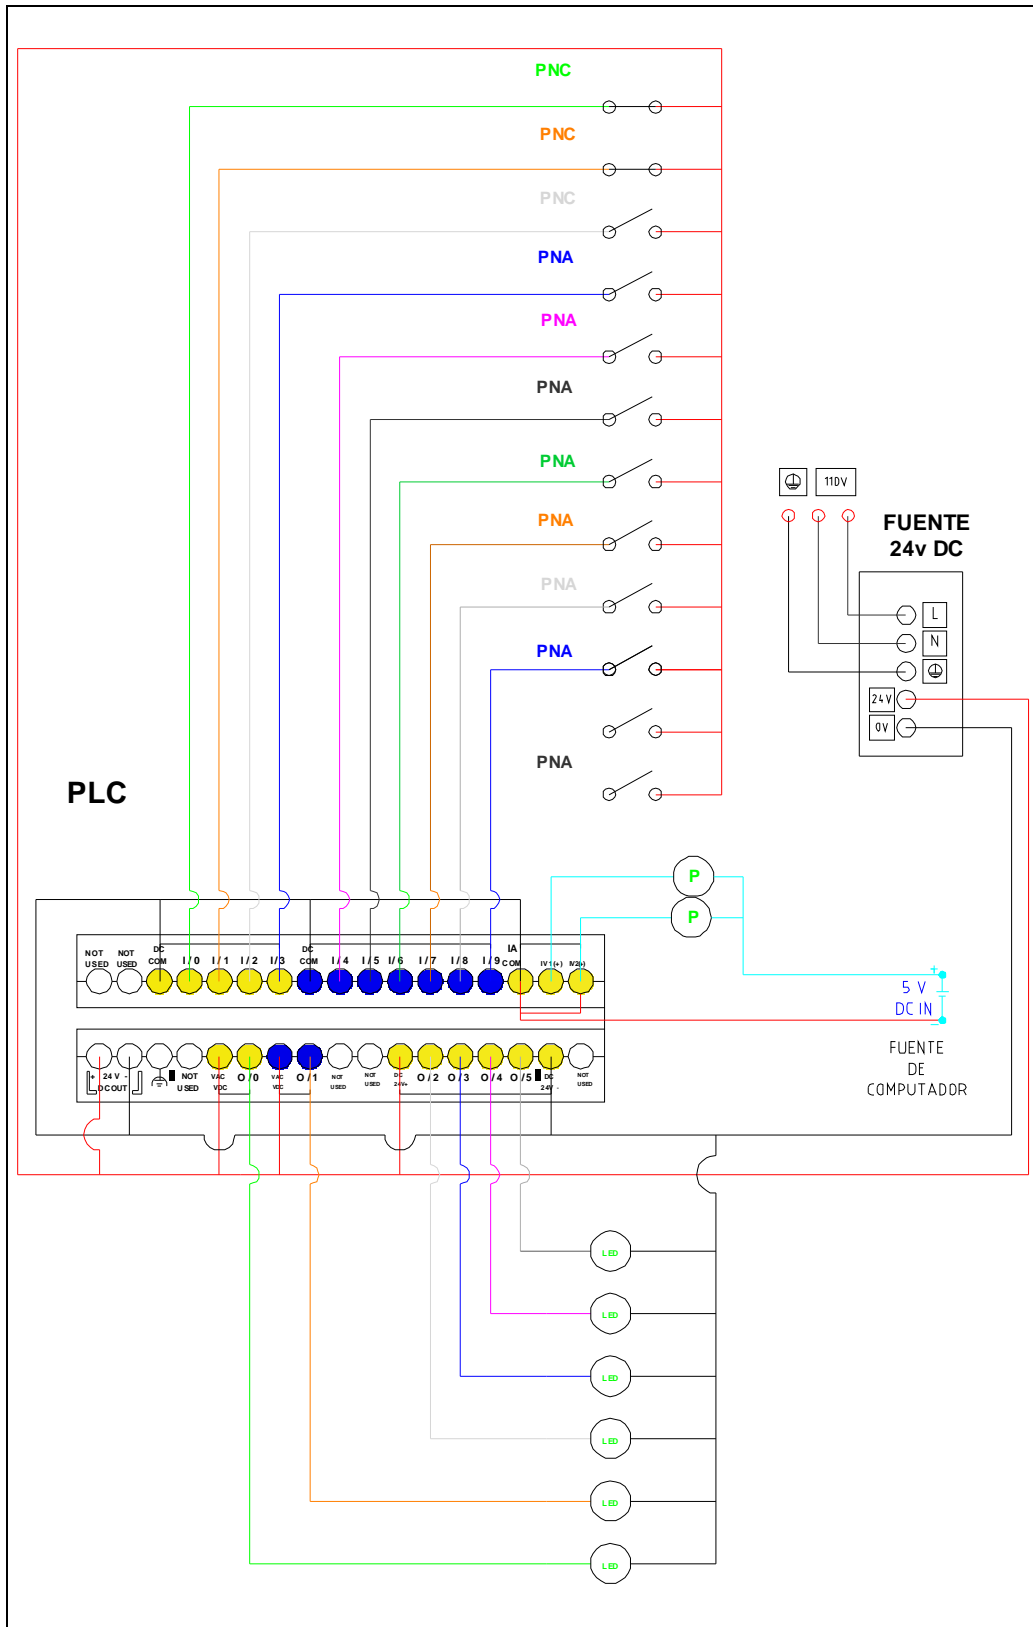 PNC
PNC
PNC
PNA
PNA
PNA
PNA
PNA
PNA
PNA
PNA
110V
FUENTE
24v DC
L
N
24V
0V
PLC
P
P
NOT USED
NOT USED
DC COM
I / 0
I / 1
I / 2
I / 3
DC COM
I / 4
I / 5
I / 6
I / 7
I / 8
I / 9
IA COM
IV 1 (+)
IV2(-)
+
5 V
DC IN
-
FUENTE
DE
COMPUTADOR
+ 24 V -
DC OUT
NOT USED
VAC VDC
O / 0
VAC VDC
O / 1
NOT USED
NOT USED
DC 24V+
O / 2
O / 3
O / 4
O / 5
DC 24V -
NOT USED
LED
LED
LED
LED
LED
LED